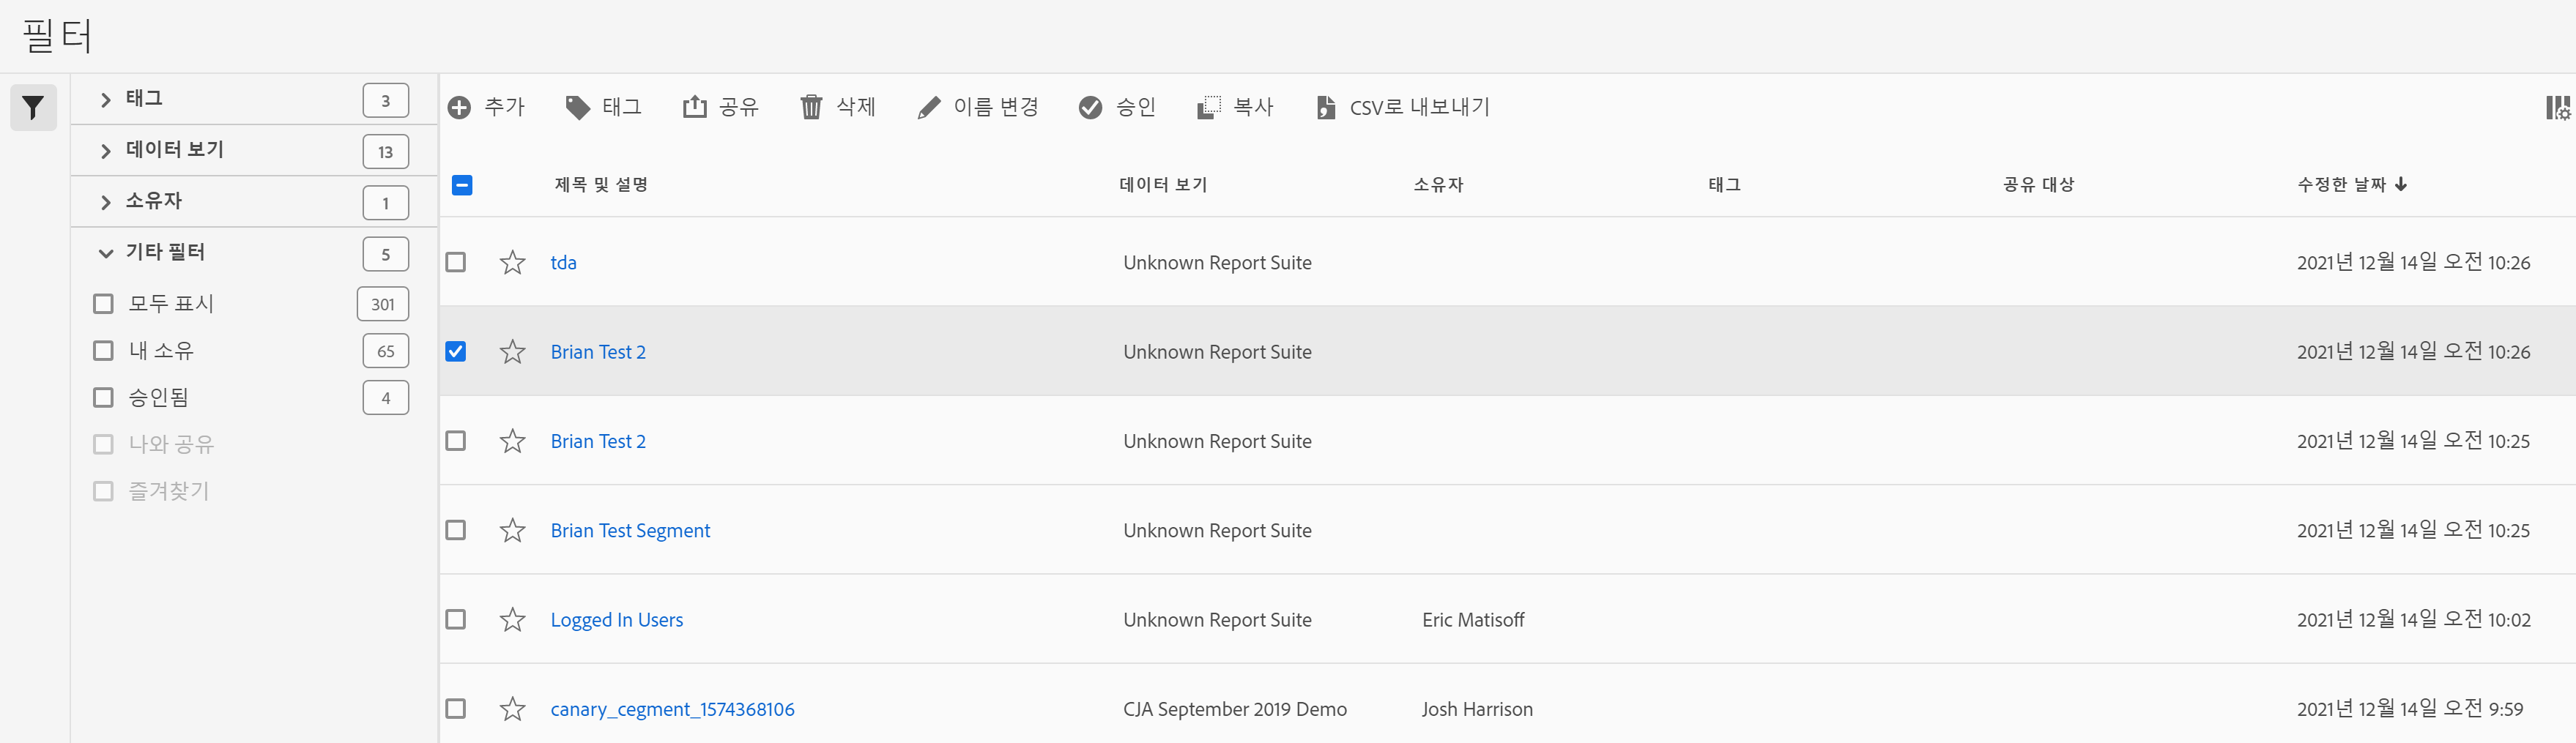 필터
태그 3
데이터 보기 13
소유자 1
기타 필터 5
모두 표시 301
내 소유 65
승인됨 4
나와 공유
즐겨찾기
추가 태그 공유 삭제 이름 변경 승인 복사 CSV로 내보내기
제목 및 설명 데이터 보기 소유자 태그 공유 대상 수정한 날짜
tda Unknown Report Suite 2021년 12월 14일 오전 10:26
Brian Test 2 Unknown Report Suite 2021년 12월 14일 오전 10:26
Brian Test 2 Unknown Report Suite 2021년 12월 14일 오전 10:25
Brian Test Segment Unknown Report Suite 2021년 12월 14일 오전 10:25
Logged In Users Unknown Report Suite Eric Matisoff 2021년 12월 14일 오전 10:02
canary_cegment_1574368106 CJA September 2019 Demo Josh Harrison 2021년 12월 14일 오전 9:59